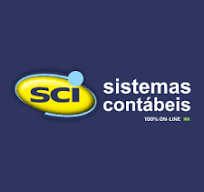 SCI
sistemas
contábeis
100% ON-LINE